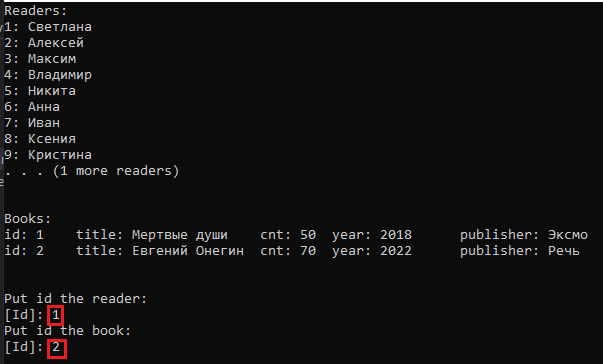 Readers:
1: Светлана
2: Алексей
3: Максим
4: Владимир
5: Никита
6: Анна
7: Иван
8: Ксения
9: Кристина
. . . (1 more readers)
Books:
id: 1 title: Мертвые души cnt: 50 year: 2018 publisher: Эксмо
id: 2 title: Евгений Онегин cnt: 70 year: 2022 publisher: Речь
Put id the reader:
[Id]: 1
Put id the book:
[Id]: 2